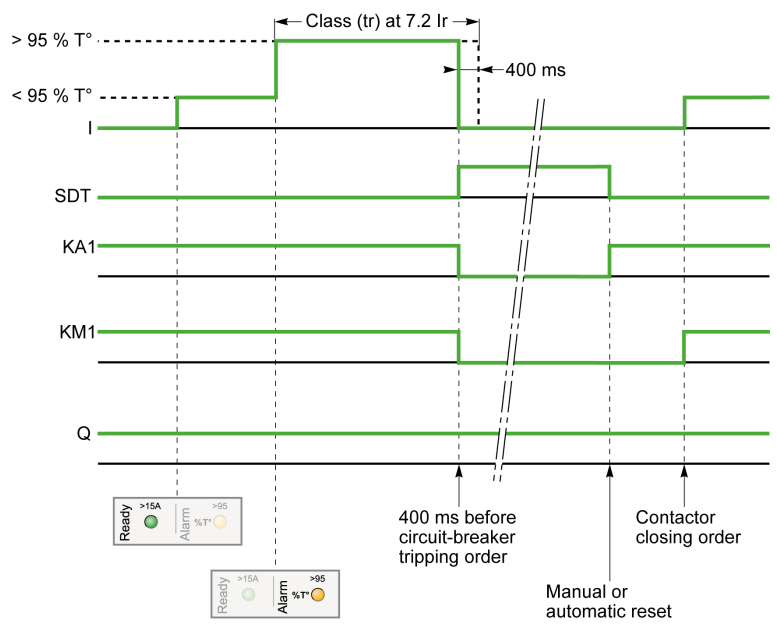 Class (tr) at 7.2 Ir
> 95 % T°
400 ms
< 95 % T°
I
SDT
KA1
KM1
Q
Ready
>15A
Alarm
%T°
>95
400 ms before
circuit-breaker
tripping order
Contactor
closing order
Ready
>15A
Alarm
%T°
>95
Manual or
automatic reset